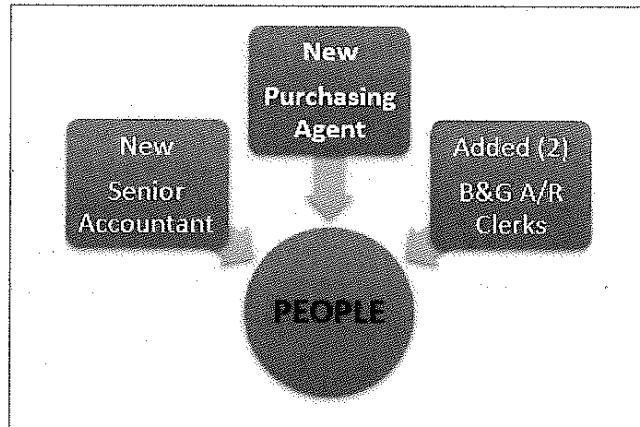 New
Purchasing
Agent
New
Senior
Accountant
Added (2)
B&G A/R
Clerks
PEOPLE